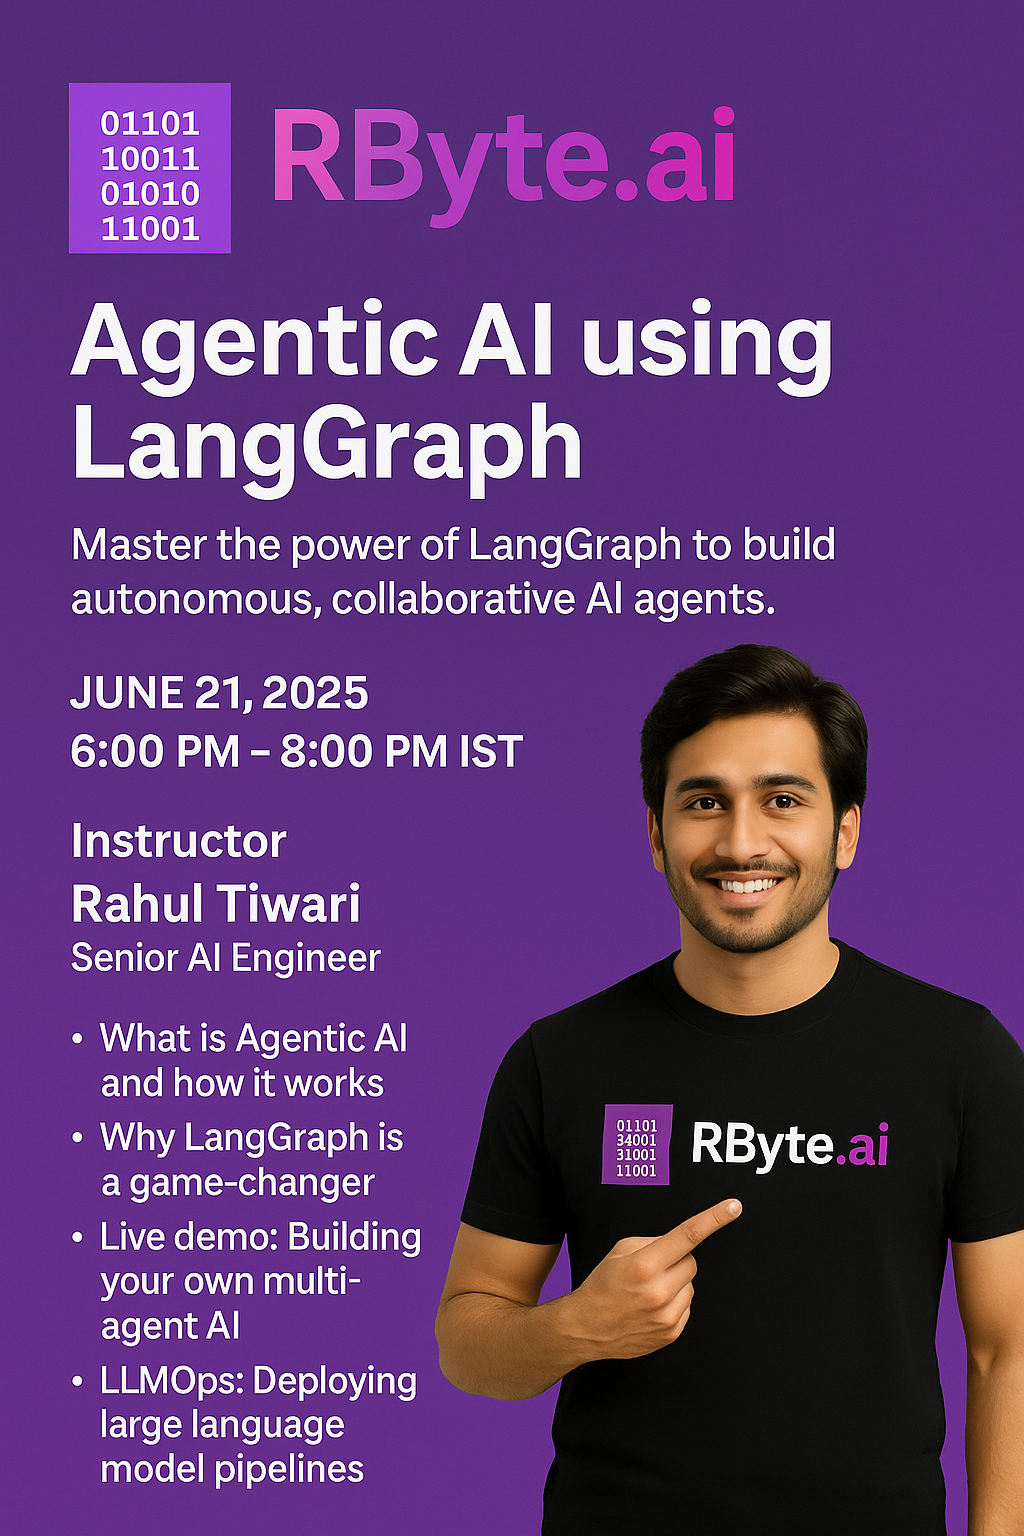 01101
10011
01010
11001
RByte.ai
Agentic AI using
LangGraph
Master the power of LangGraph to build
autonomous, collaborative AI agents.
JUNE 21, 2025
6:00 PM – 8:00 PM IST
Instructor
Rahul Tiwari
Senior AI Engineer
• What is Agentic AI
and how it works
• Why LangGraph is
a game-changer
• Live demo: Building
your own multi-
agent AI
• LLMOps: Deploying
large language
model pipelines
01101
34001
31001
11001
RByte.ai